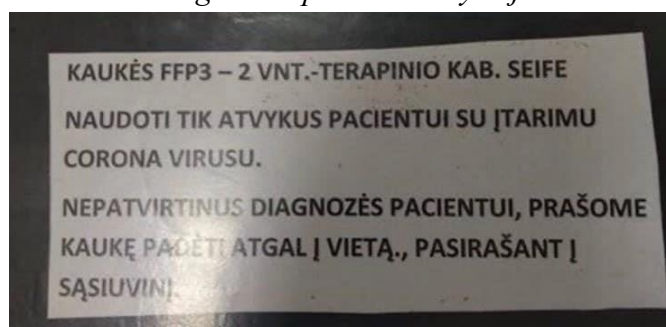 KAUKĖS FFP3 – 2 VNT.-TERAPINIO KAB. SEIFE
NAUDOTI TIK ATVYKUS PACIENTUI SU ĮTARIMU
CORONA VIRUSU.
NEPATVIRTINUS DIAGNOZĖS PACIENTUI, PRAŠOME
KAUKĘ PADĖTI ATGAL Į VIETĄ., PASIRAŠANT Į
SĄSIUVINĮ.